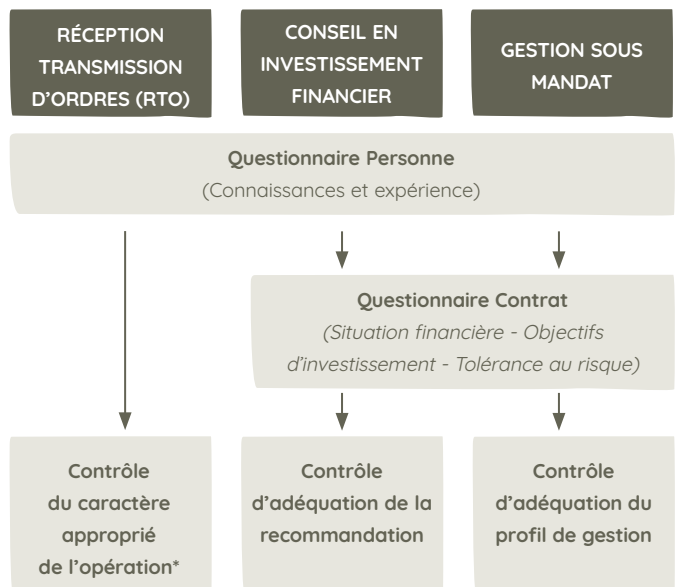 RÉCEPTION
TRANSMISSION
D’ORDRES (RTO)
CONSEIL EN
INVESTISSEMENT
FINANCIER
GESTION SOUS
MANDAT
Questionnaire Personne
(Connaissances et expérience)
Questionnaire Contrat
(Situation financière - Objectifs
d’investissement - Tolérance au risque)
Contrôle
du caractère
approprié
de l’opération*
Contrôle
d’adéquation de la
recommandation
Contrôle
d’adéquation du
profil de gestion